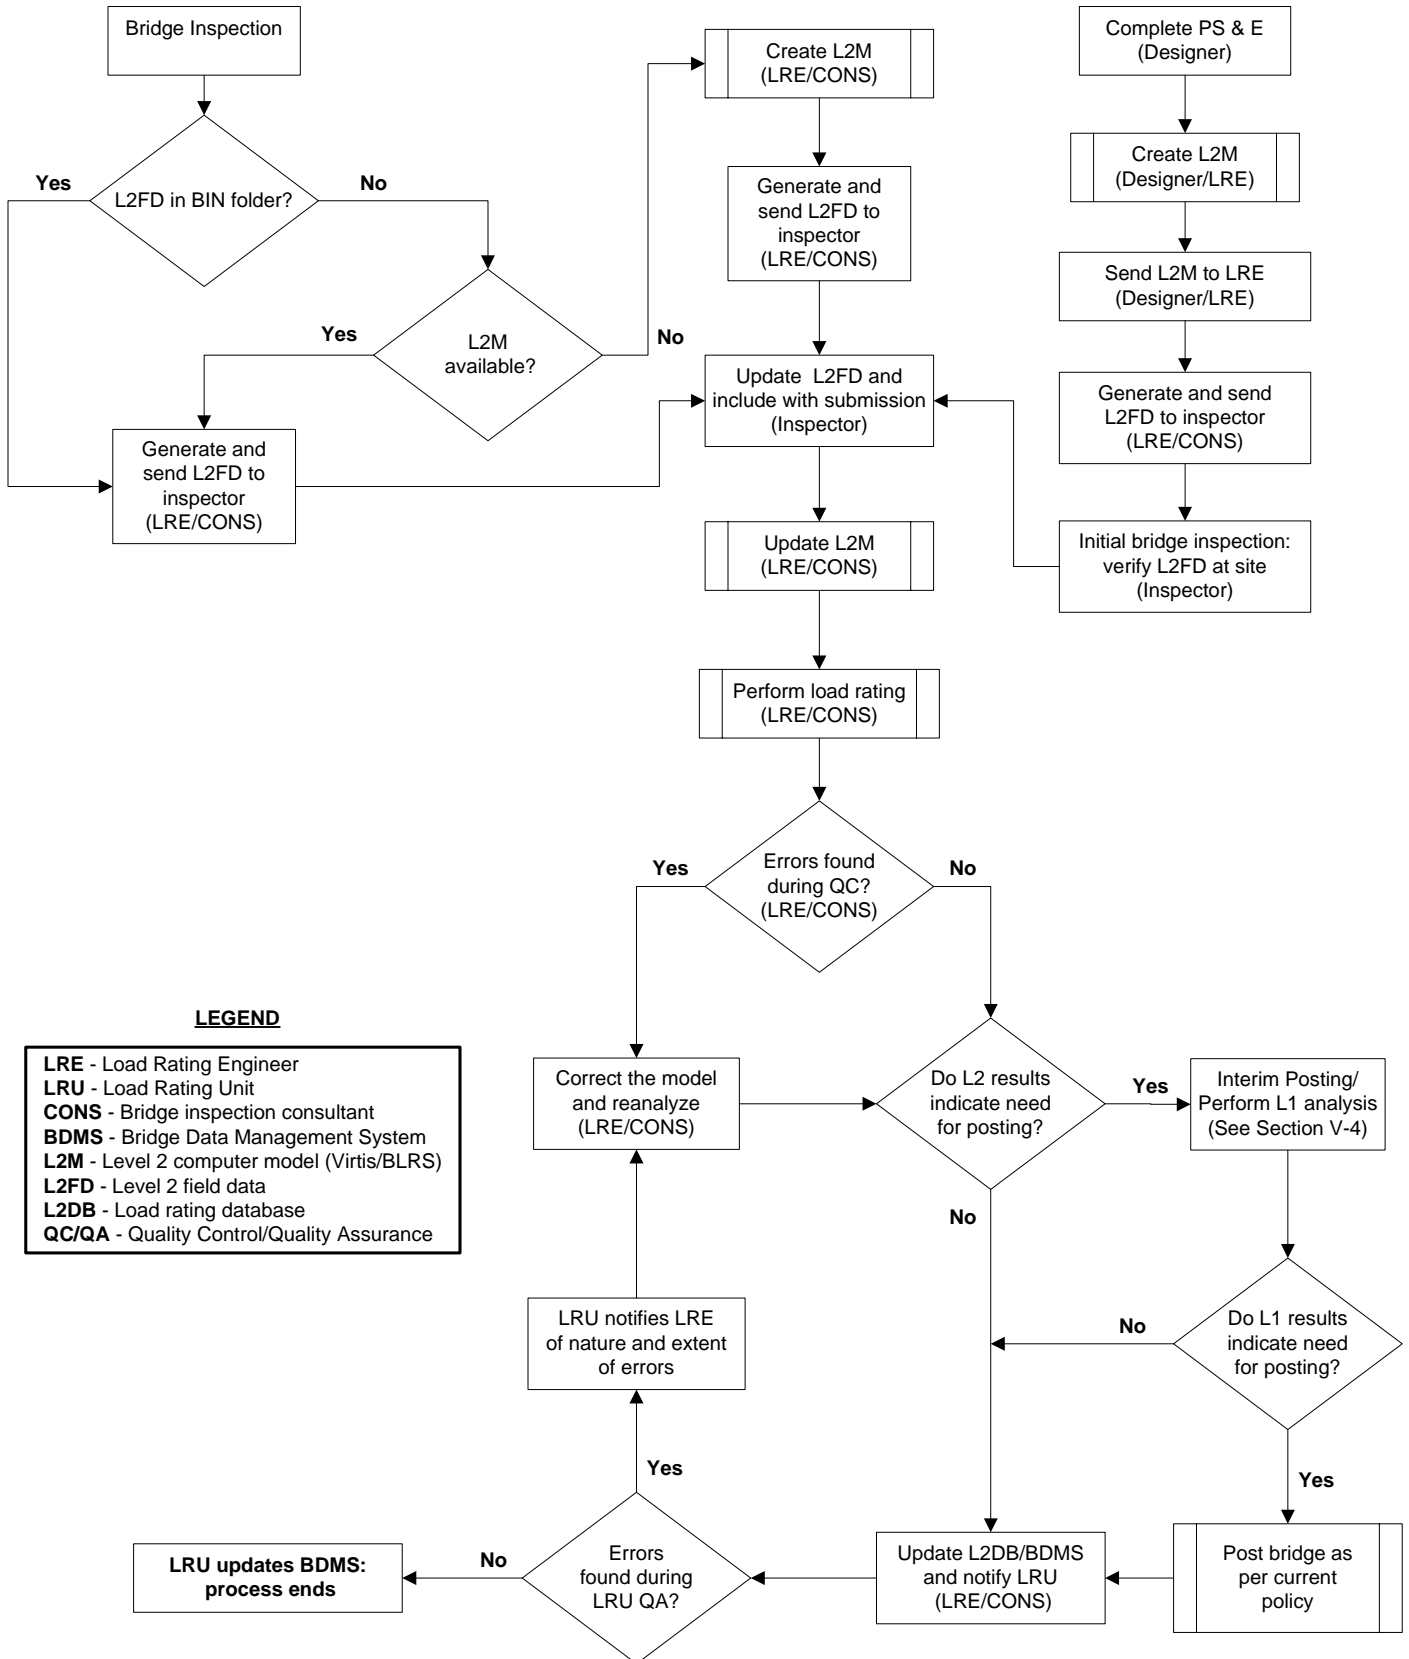 Bridge Inspection
L2FD in BIN folder?
Yes
No
L2M
available?
Yes
No
Generate and
send L2FD to
inspector
(LRE/CONS)
Create L2M
(LRE/CONS)
Generate and
send L2FD to
inspector
(LRE/CONS)
Update L2FD and
include with submission
(Inspector)
Complete PS & E
(Designer)
Create L2M
(Designer/LRE)
Send L2M to LRE
(Designer/LRE)
Generate and send
L2FD to inspector
(LRE/CONS)
Initial bridge inspection:
verify L2FD at site
(Inspector)
Update L2M
(LRE/CONS)
Perform load rating
(LRE/CONS)
Errors found
during QC?
(LRE/CONS)
Yes
No
Correct the model
and reanalyze
(LRE/CONS)
Do L2 results
indicate need
for posting?
Yes
No
Interim Posting/
Perform L1 analysis
(See Section V-4)
Do L1 results
indicate need
for posting?
No
Yes
Post bridge as
per current
policy
Update L2DB/BDMS
and notify LRU
(LRE/CONS)
Errors
found during
LRU QA?
Yes
No
LRU notifies LRE
of nature and extent
of errors
LRU updates BDMS:
process ends
LEGEND
LRE - Load Rating Engineer
LRU - Load Rating Unit
CONS - Bridge inspection consultant
BDMS - Bridge Data Management System
L2M - Level 2 computer model (Virtis/BLRS)
L2FD - Level 2 field data
L2DB - Load rating database
QC/QA - Quality Control/Quality Assurance